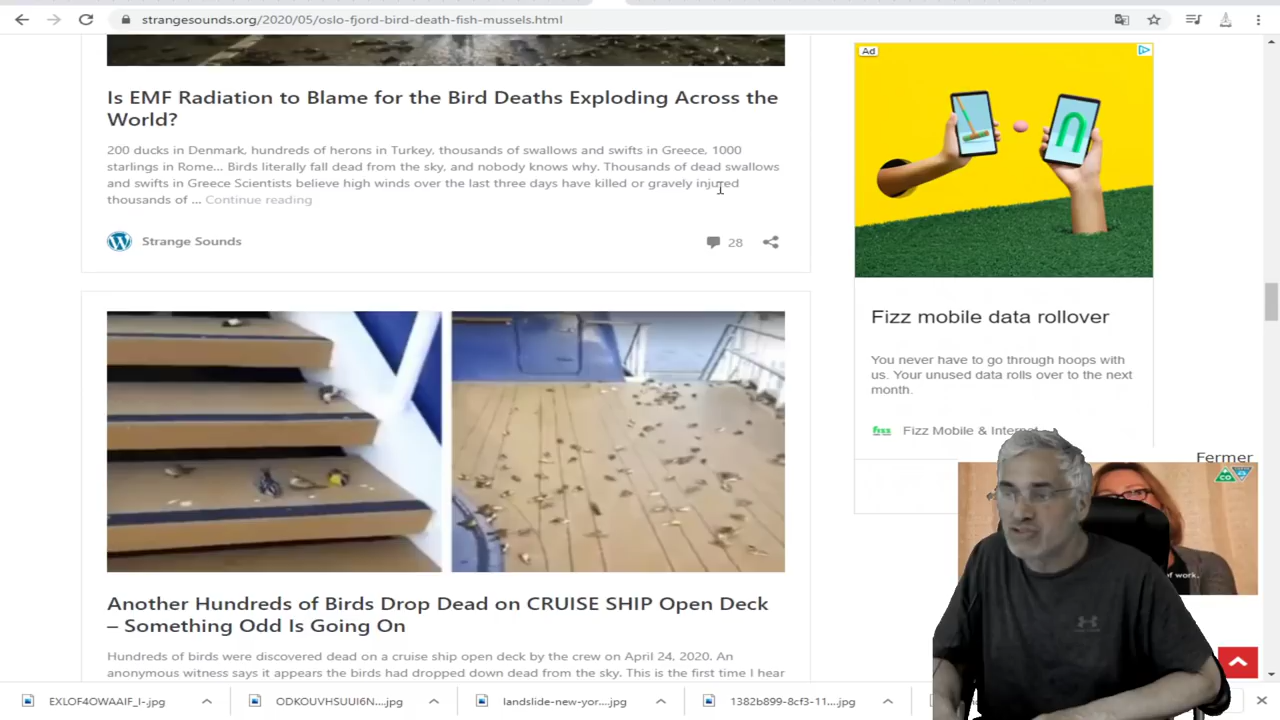 strangesounds.org/2020/05/oslo-fjord-bird-death-fish-mussels.html
Is EMF Radiation to Blame for the Bird Deaths Exploding Across the
World?
200 ducks in Denmark, hundreds of herons in Turkey, thousands of swallows and swifts in Greece, 1000
starlings in Rome... Birds literally fall dead from the sky, and nobody knows why. Thousands of dead swallows
and swifts in Greece Scientists believe high winds over the last three days have killed or gravely injured
thousands of ... Continue reading
Strange Sounds
28
Another Hundreds of Birds Drop Dead on CRUISE SHIP Open Deck
– Something Odd Is Going On
Hundreds of birds were discovered dead on a cruise ship open deck by the crew on April 24, 2020. An
anonymous witness says it appears the birds had dropped down dead from the sky. This is the first time I hear
Ad
Fizz mobile data rollover
You never have to go through hoops with
us. Your unused data rolls over to the next
month.
fizz
Fizz Mobile & Internet
Fermer
CO
of work.
EXLOF4OWAAIF_I-.jpg
ODKOUVHSUUI6N....jpg
landslide-new-yor....jpg
1382b899-8cf3-11....jpg